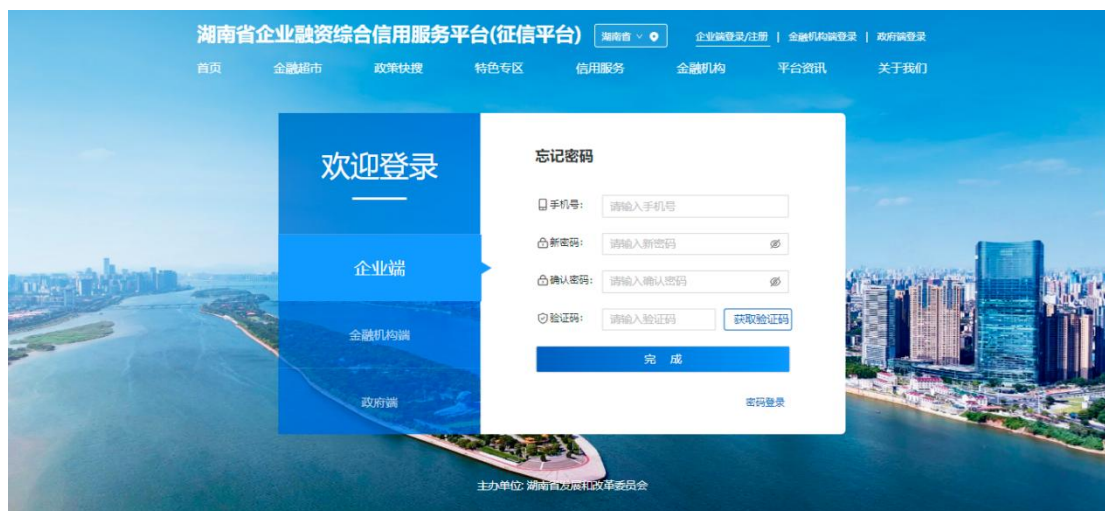 湖南省企业融资综合信用服务平台(征信平台) 湖南省 企业端登录/注册 | 金融机构端登录 | 政府端登录
首页 金融超市 政策快搜 特色专区 信用服务 金融机构 平台资讯 关于我们
欢迎登录
企业端
金融机构端
政府端
忘记密码
手机号: 请输入手机号
新密码: 请输入新密码
确认密码: 请输入确认密码
验证码: 请输入验证码 获取验证码
完 成
密码登录
主办单位: 湖南省发展和改革委员会